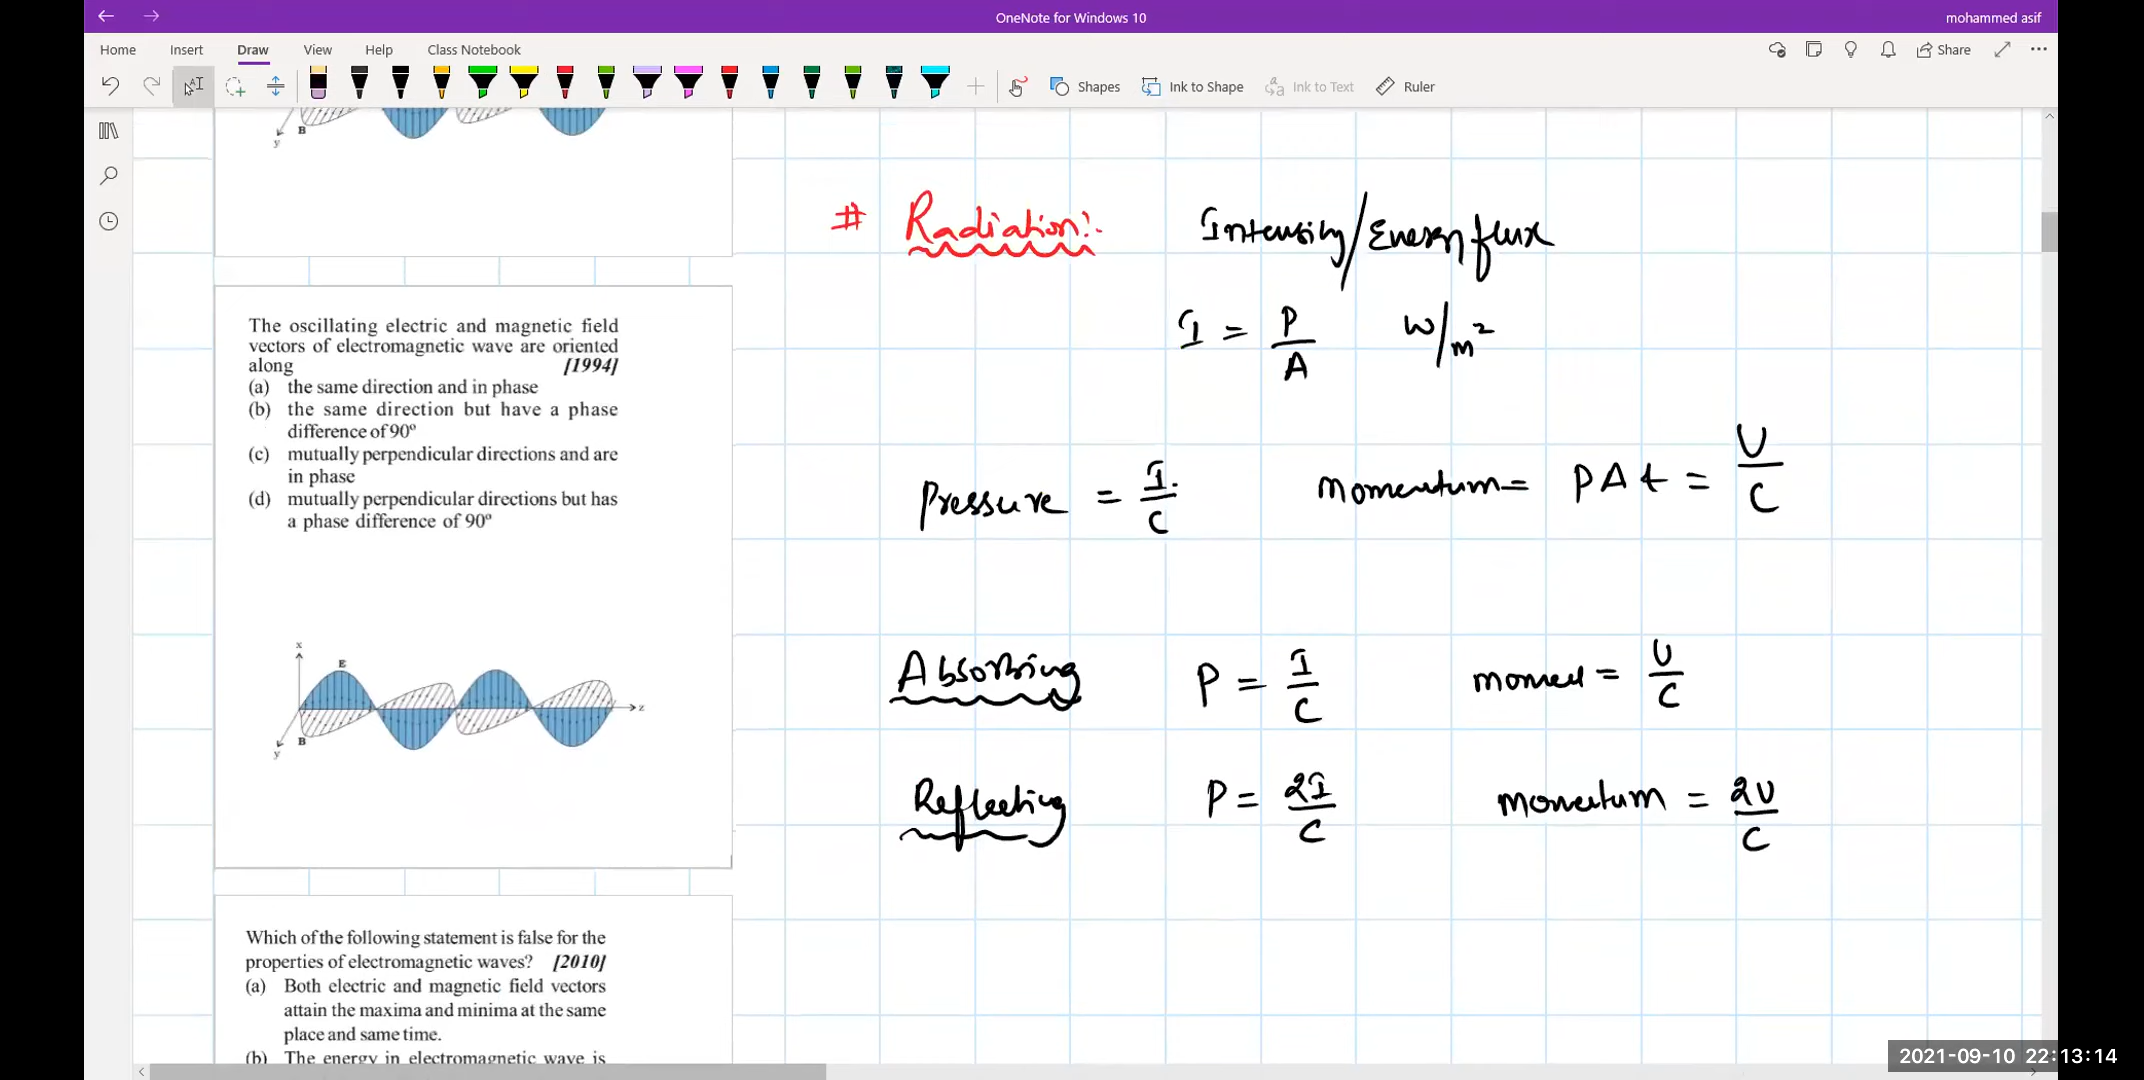 OneNote for Windows 10
mohammed asif
Home Insert Draw View Help Class Notebook
Share
Shapes Ink to Shape Ink to Text Ruler
B
y
The oscillating electric and magnetic field
vectors of electromagnetic wave are oriented
along [1994]
(a) the same direction and in phase
(b) the same direction but have a phase
difference of 90°
(c) mutually perpendicular directions and are
in phase
(d) mutually perpendicular directions but has
a phase difference of 90°
x
E
z
B
y
Which of the following statement is false for the
properties of electromagnetic waves? [2010]
(a) Both electric and magnetic field vectors
attain the maxima and minima at the same
place and same time.
(b) The energy in electromagnetic wave is
# Radiation:- Intensity/Energy flux
I = P/A W/m²
Pressure = I/C momentum = P A t = U/C
Absorbing P = I/C = U/C
Reflecting P = 2I/C momentum = 2U/C
2021-09-10 22:13:14